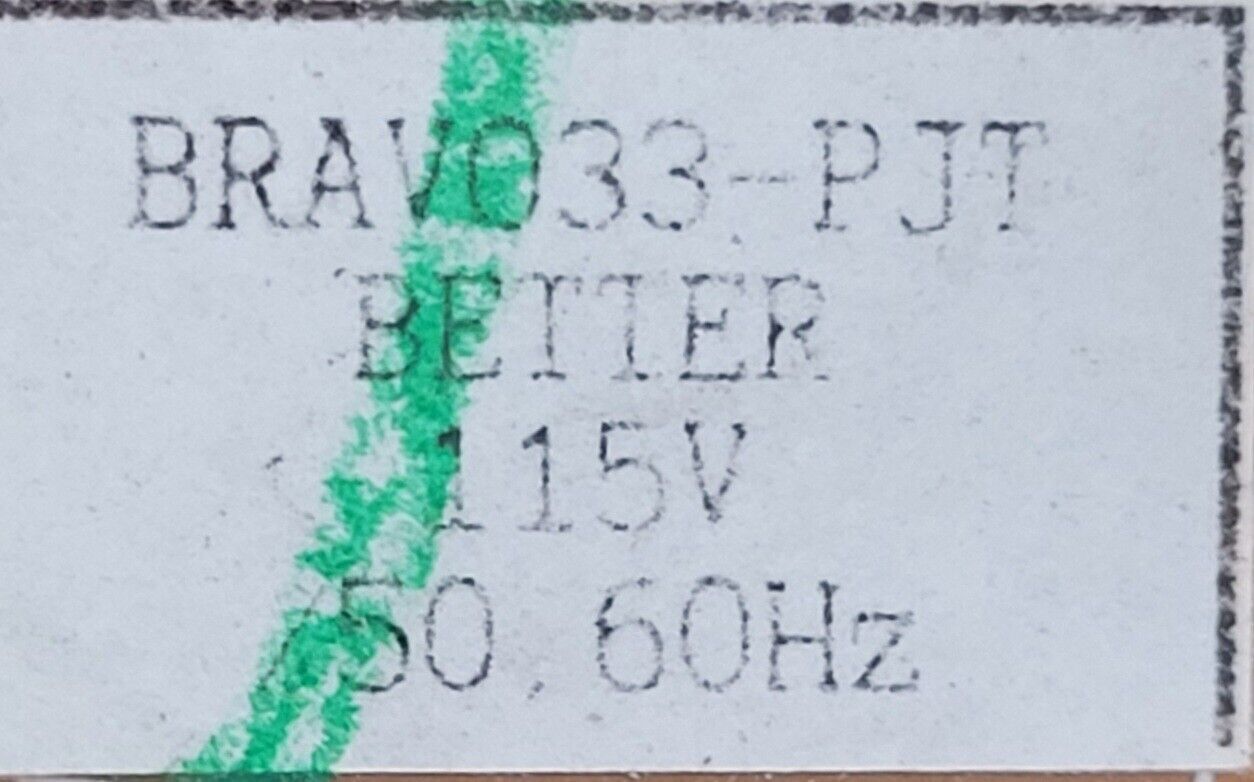 BRAVO33-PJT
BETTER
115V
50,60Hz